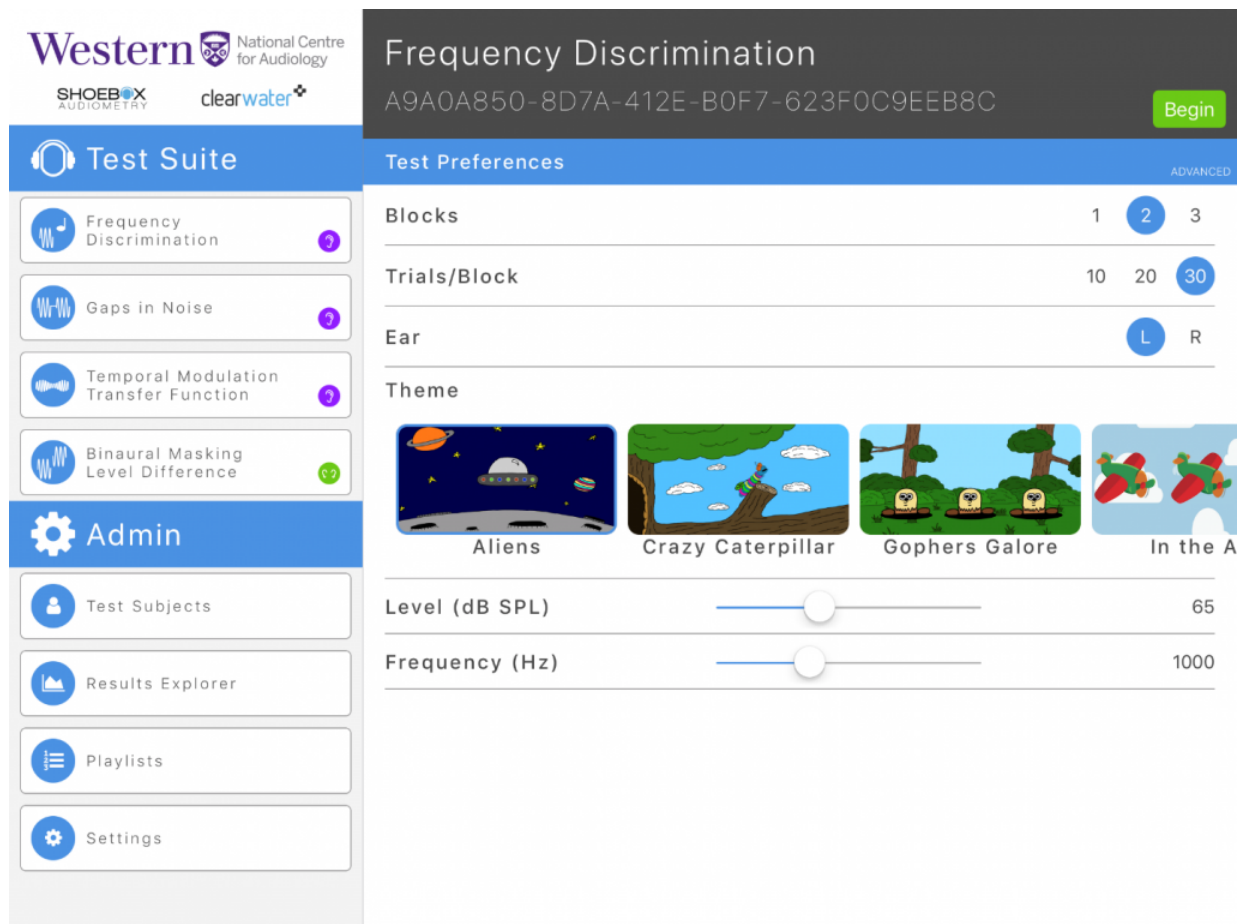 Western National Centre
for Audiology
SHOEBOX
AUDIOMETRY
clearwater
Test Suite
Frequency
Discrimination
Gaps in Noise
Temporal Modulation
Transfer Function
Binaural Masking
Level Difference
Admin
Test Subjects
Results Explorer
Playlists
Settings
Frequency Discrimination
A9A0A850-8D7A-412E-B0F7-623F0C9EEB8C
Begin
Test Preferences
ADVANCED
Blocks 1 2 3
Trials/Block 10 20 30
Ear L R
Theme
Aliens Crazy Caterpillar Gophers Galore In the A
Level (dB SPL) 65
Frequency (Hz) 1000